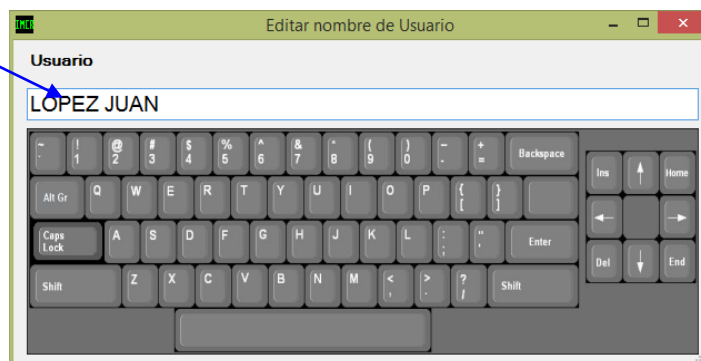 IMER
Editar nombre de Usuario
Usuario
LOPEZ JUAN
~ ` ! 1 @ 2 # 3 $ 4 % 5 ^ 6 & 7 * 8 ( 9 ) 0 - - + = Backspace
Alt Gr Q W E R T Y U I O P { [ } ]
Caps Lock A S D F G H J K L : ; " ' Enter
Shift Z X C V B N M < , > . ? / Shift
Ins Home
Del End